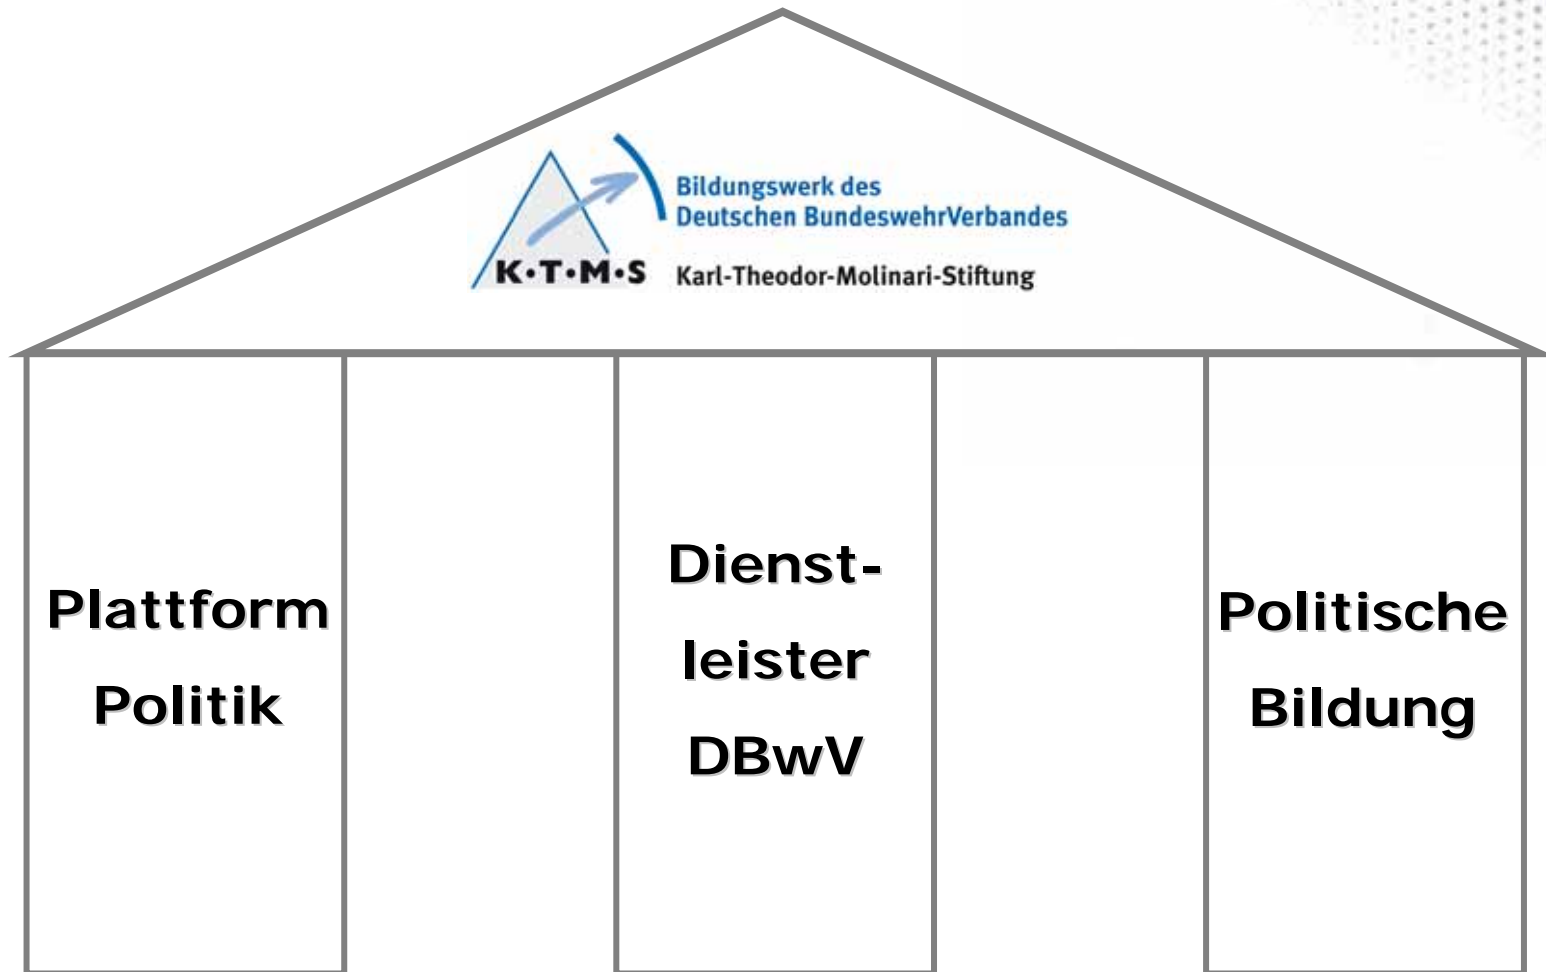 Bildungswerk des
Deutschen BundeswehrVerbandes
K·T·M·S
Karl-Theodor-Molinari-Stiftung
Plattform
Politik
Dienst-
leister
DBwV
Politische
Bildung